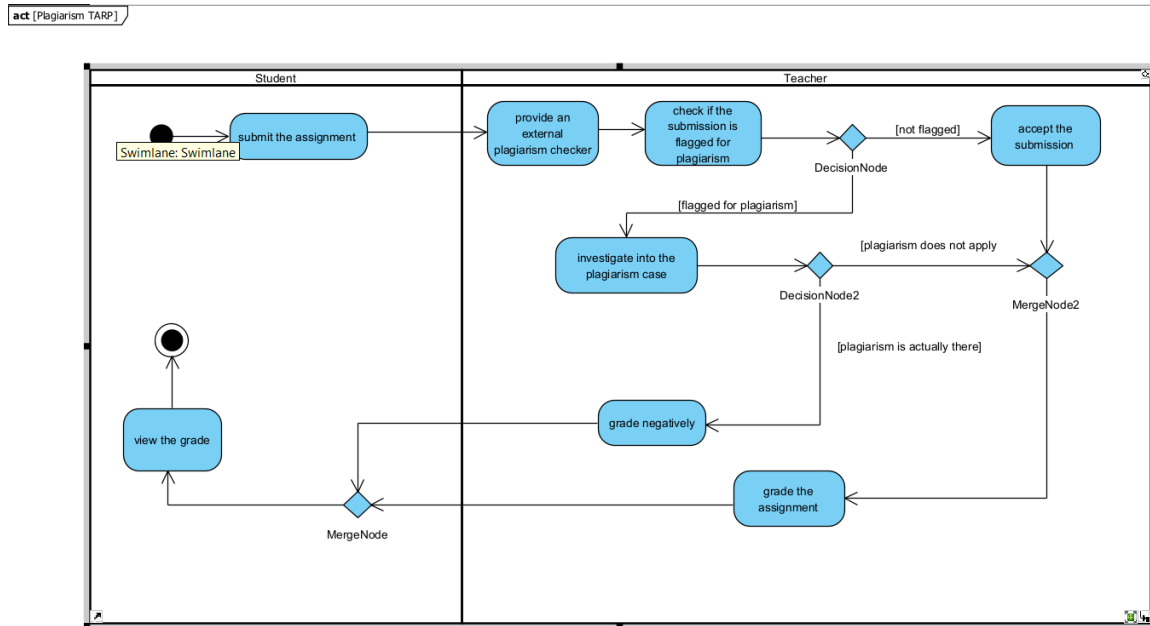 act [Plagiarism TARP]
Student
Teacher
submit the assignment
Swimlane: Swimlane
provide an
external
plagiarism checker
check if the
submission is
flagged for
plagiarism
DecisionNode
[not flagged]
accept the
submission
[flagged for plagiarism]
investigate into the
plagiarism case
DecisionNode2
[plagiarism does not apply
MergeNode2
[plagiarism is actually there]
grade negatively
view the grade
grade the
assignment
MergeNode